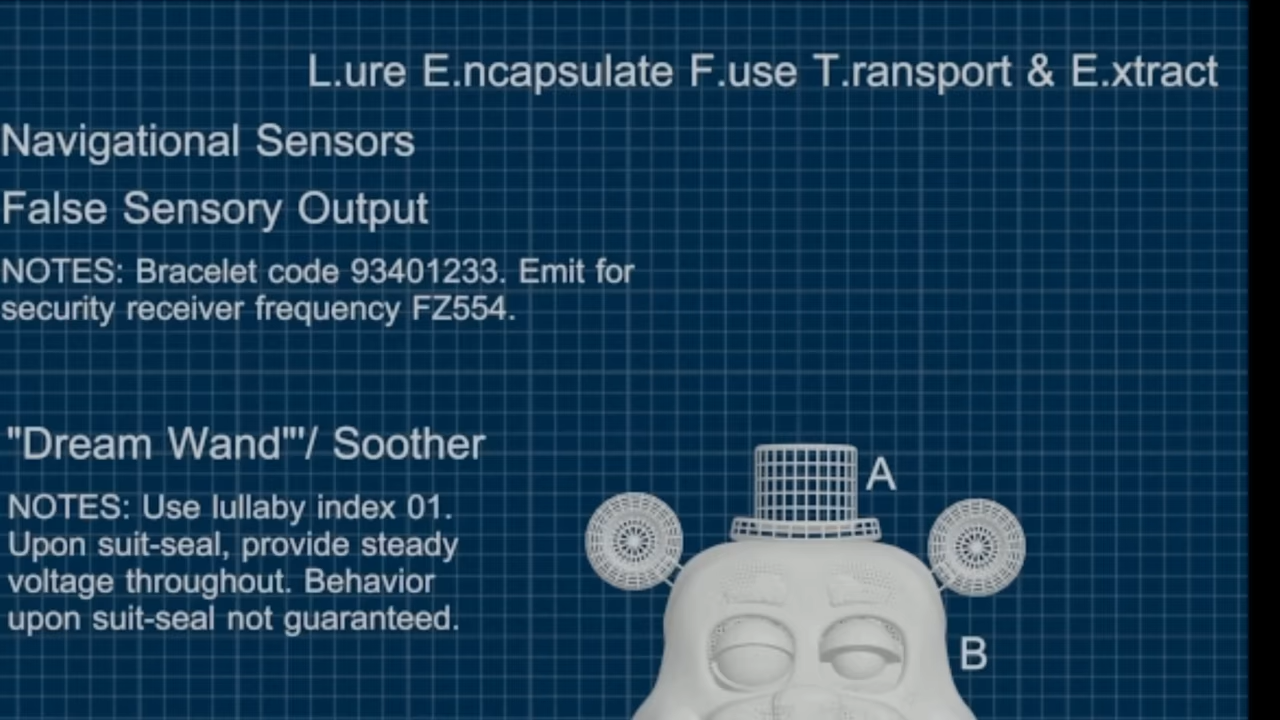 L.ure E.ncapsulate F.use T.ransport & E.xtract
Navigational Sensors
False Sensory Output
NOTES: Bracelet code 93401233. Emit for
security receiver frequency FZ554.
"Dream Wand"'/ Soother
NOTES: Use lullaby index 01.
Upon suit-seal, provide steady
voltage throughout. Behavior
upon suit-seal not guaranteed.
A
B